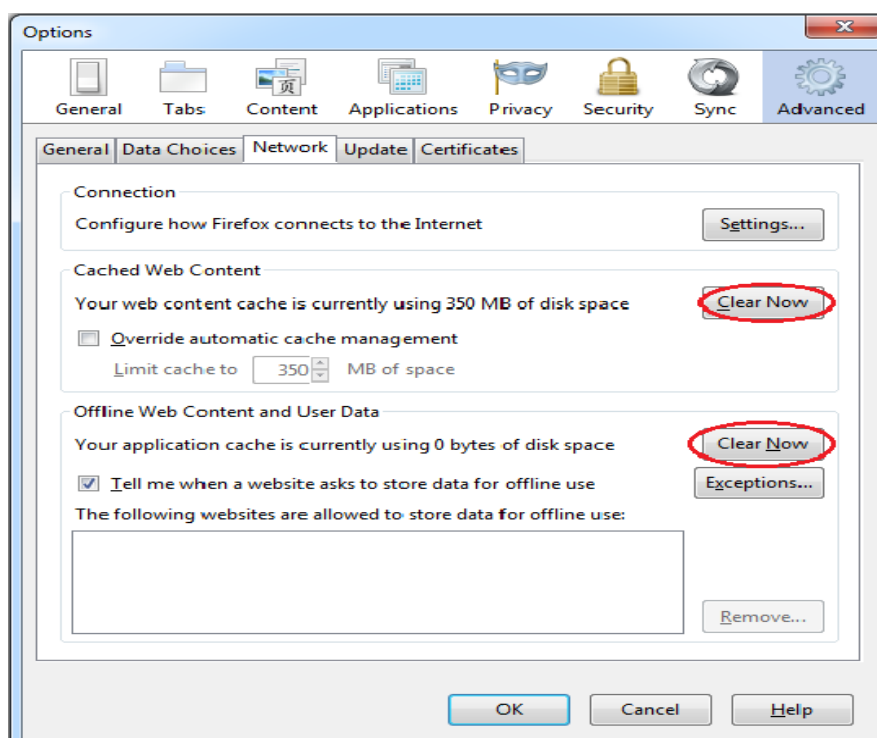 Options
General Tabs Content Applications Privacy Security Sync Advanced
General Data Choices Network Update Certificates
Connection
Configure how Firefox connects to the Internet Settings...
Cached Web Content
Your web content cache is currently using 350 MB of disk space Clear Now
Override automatic cache management
Limit cache to 350 MB of space
Offline Web Content and User Data
Your application cache is currently using 0 bytes of disk space Clear Now
Tell me when a website asks to store data for offline use Exceptions...
The following websites are allowed to store data for offline use:
Remove...
OK Cancel Help